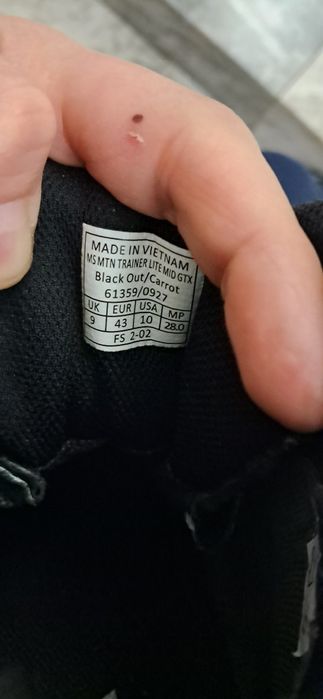 MADE IN VIETNAM
MS MTN TRAINER LITE MID GTX
Black Out/Carrot
61359/0927
UK EUR USA MP
9 43 10 28.0
FS 2-02